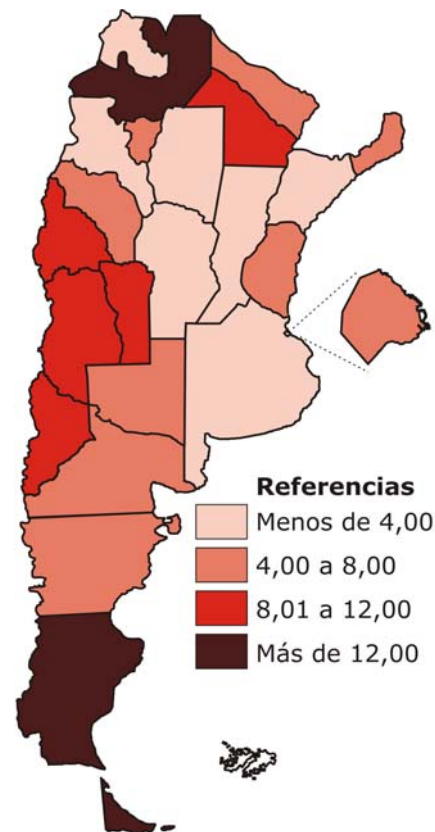 Referencias
Menos de 4,00
4,00 a 8,00
8,01 a 12,00
Más de 12,00